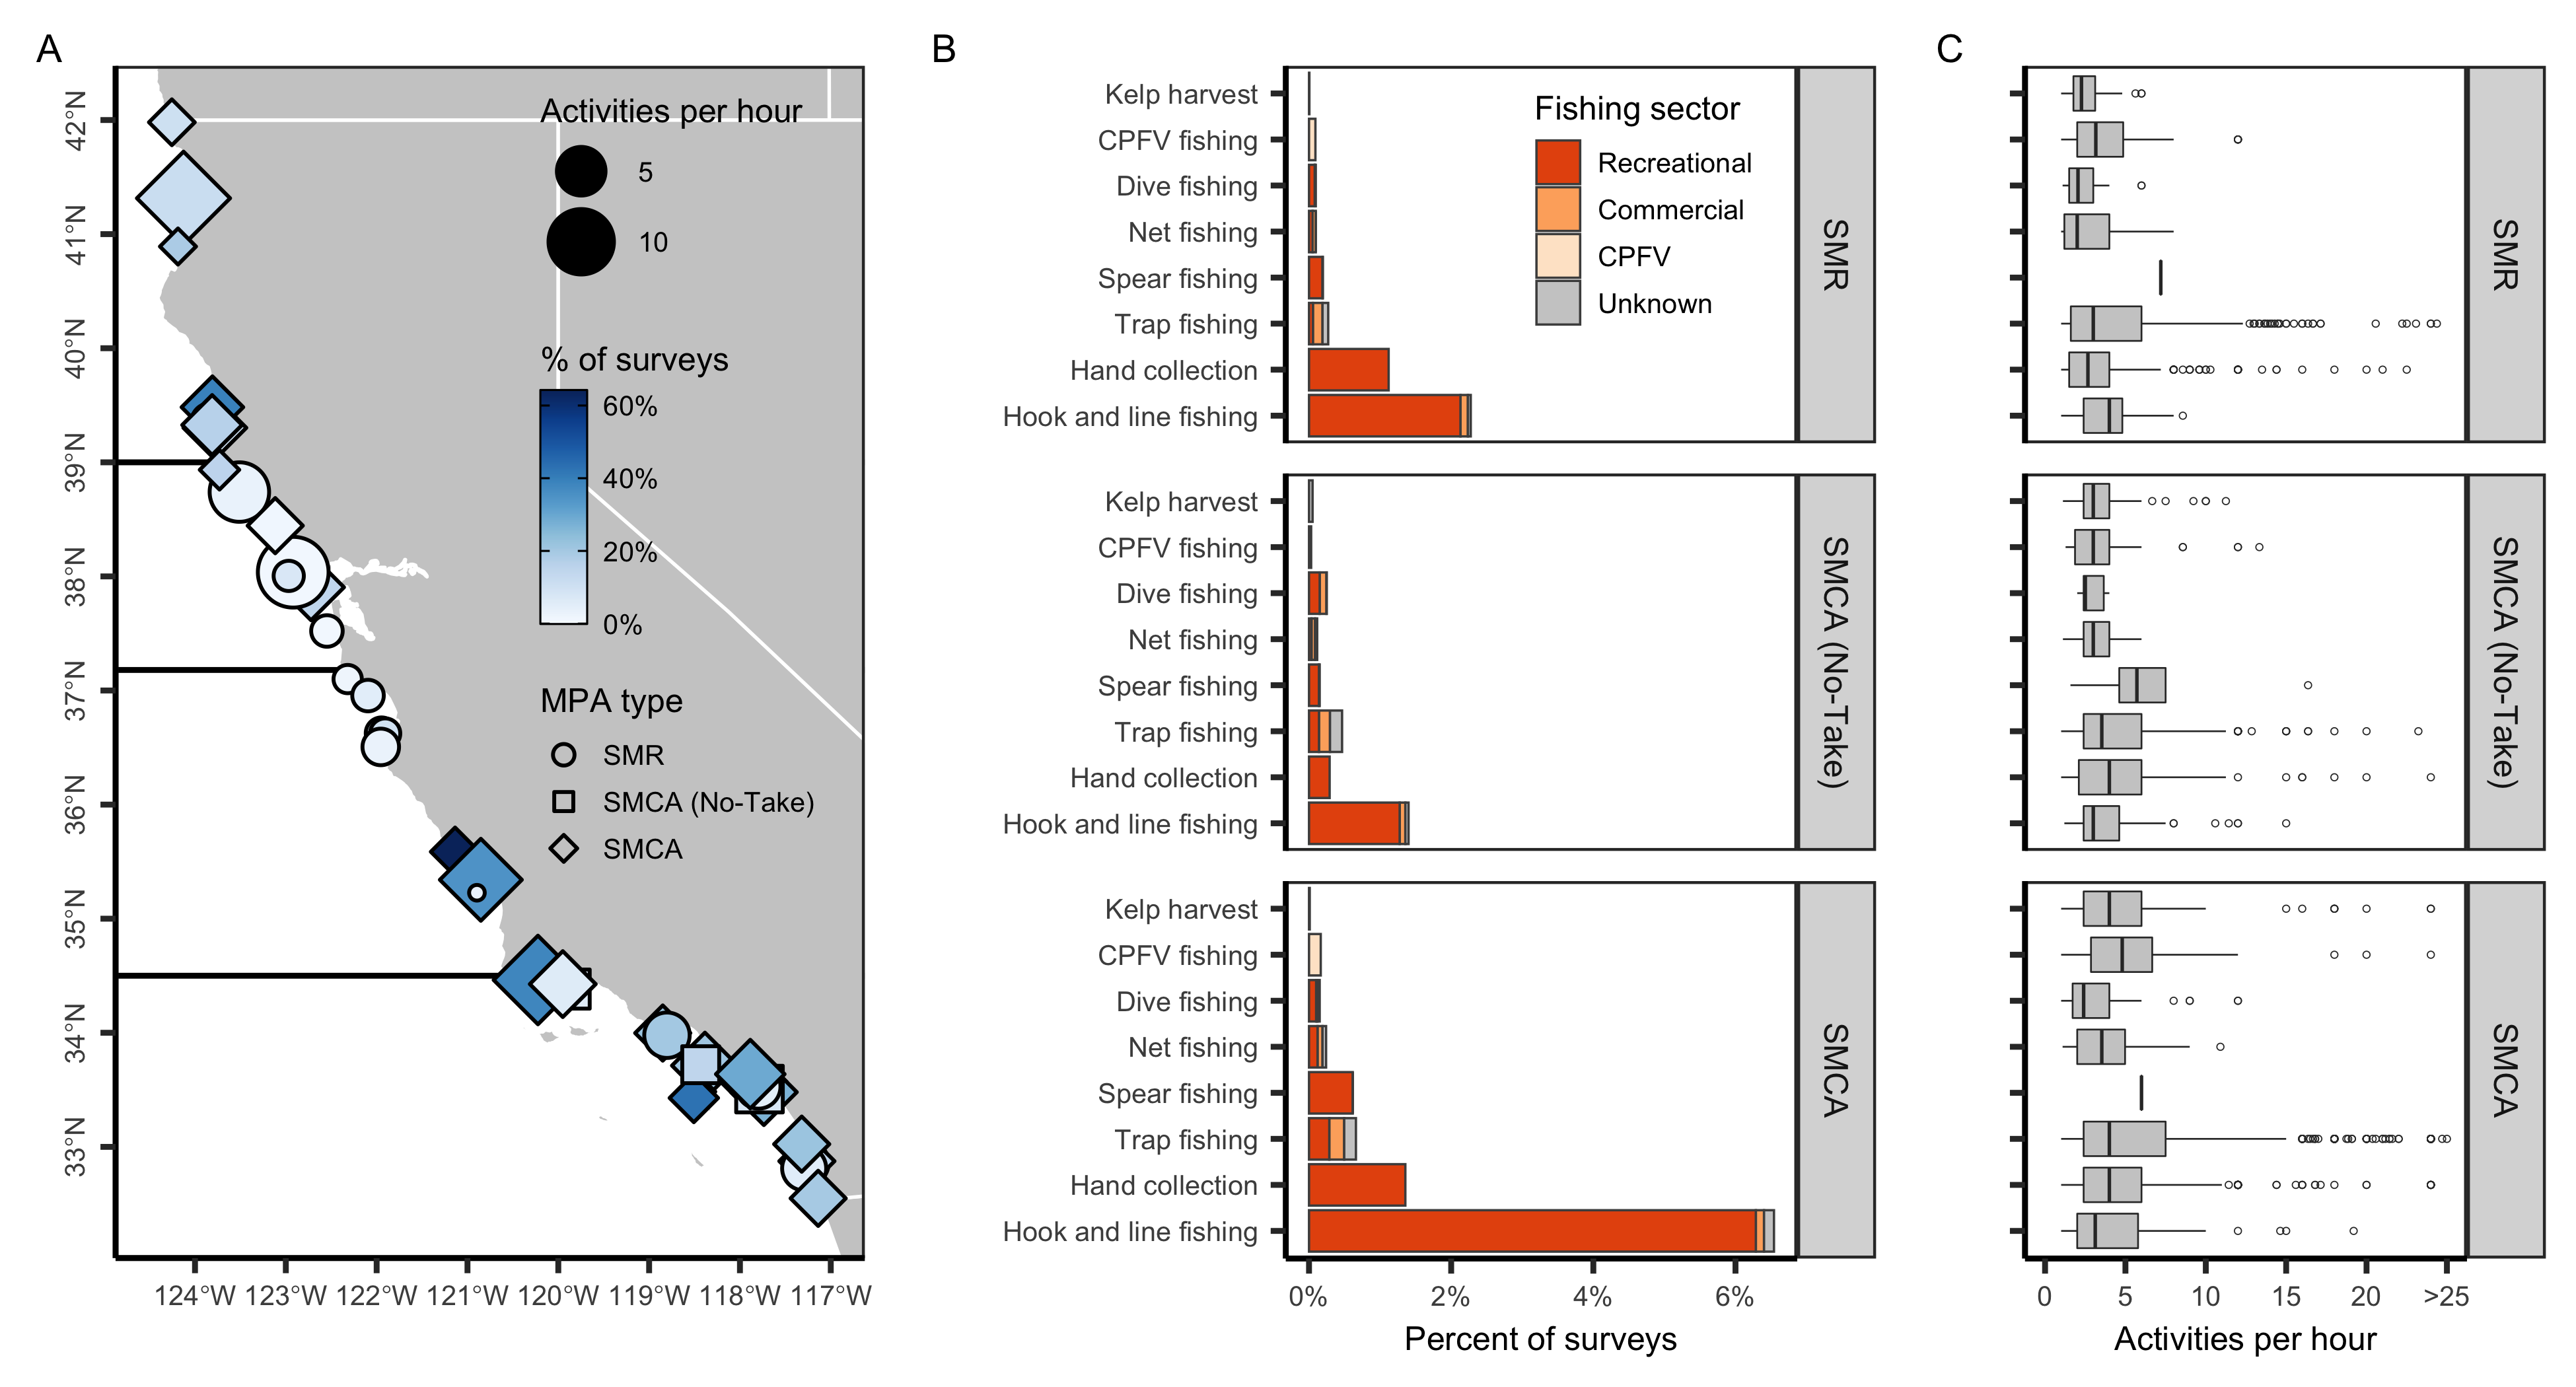 A
42°N
41°N
40°N
39°N
38°N
37°N
36°N
35°N
34°N
33°N
124°W 123°W 122°W 121°W 120°W 119°W 118°W 117°W
Activities per hour
5
10
% of surveys
60%
40%
20%
0%
MPA type
SMR
SMCA (No-Take)
SMCA
B
Kelp harvest
CPFV fishing
Dive fishing
Net fishing
Spear fishing
Trap fishing
Hand collection
Hook and line fishing
Fishing sector
Recreational
Commercial
CPFV
Unknown
SMR
Kelp harvest
CPFV fishing
Dive fishing
Net fishing
Spear fishing
Trap fishing
Hand collection
Hook and line fishing
SMCA (No-Take)
Kelp harvest
CPFV fishing
Dive fishing
Net fishing
Spear fishing
Trap fishing
Hand collection
Hook and line fishing
SMCA
0% 2% 4% 6%
Percent of surveys
C
SMR
SMCA (No-Take)
SMCA
0 5 10 15 20 >25
Activities per hour